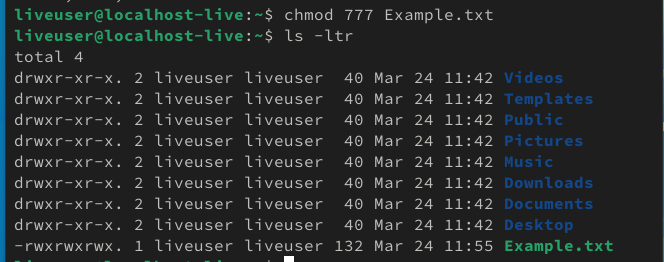 liveuser@localhost-live:~$ chmod 777 Example.txt
liveuser@localhost-live:~$ ls -ltr
total 4
drwxr-xr-x. 2 liveuser liveuser  40 Mar 24 11:42 Videos
drwxr-xr-x. 2 liveuser liveuser  40 Mar 24 11:42 Templates
drwxr-xr-x. 2 liveuser liveuser  40 Mar 24 11:42 Public
drwxr-xr-x. 2 liveuser liveuser  40 Mar 24 11:42 Pictures
drwxr-xr-x. 2 liveuser liveuser  40 Mar 24 11:42 Music
drwxr-xr-x. 2 liveuser liveuser  40 Mar 24 11:42 Downloads
drwxr-xr-x. 2 liveuser liveuser  40 Mar 24 11:42 Documents
drwxr-xr-x. 2 liveuser liveuser  40 Mar 24 11:42 Desktop
-rwxrwxrwx. 1 liveuser liveuser 132 Mar 24 11:55 Example.txt